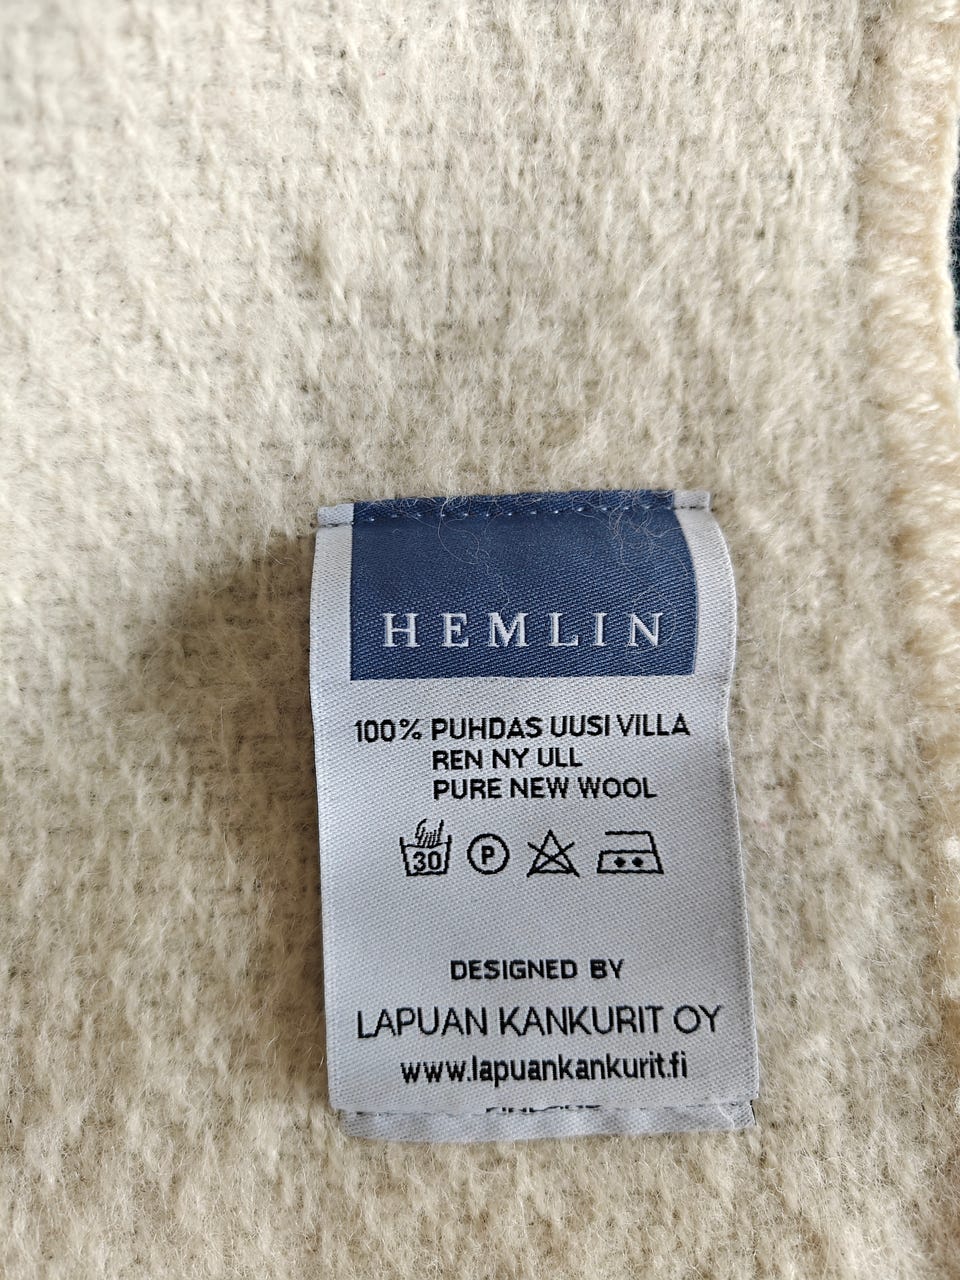 HEMLIN
100% PUHDAS UUSI VILLA
REN NY ULL
PURE NEW WOOL
30 P
DESIGNED BY
LAPUAN KANKURIT OY
www.lapuankankurit.fi